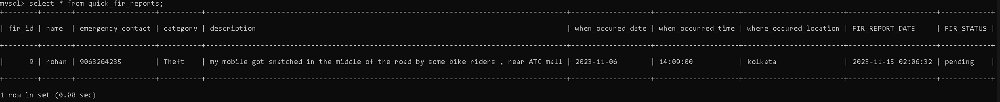 mysql> select * from quick_fir_reports;
+--------+-------+-------------------+----------+--------------------------------------------------------------------------------------+-------------------+--------------------+------------------------+---------------------+------------+
| fir_id | name  | emergency_contact | category | description                                                                          | when_occured_date | when_occurred_time | where_occured_location | FIR_REPORT_DATE     | FIR_STATUS |
+--------+-------+-------------------+----------+--------------------------------------------------------------------------------------+-------------------+--------------------+------------------------+---------------------+------------+
|      9 | rohan | 9063264235        | Theft    | my mobile got snatched in the middle of the road by some bike riders , near ATC mall | 2023-11-06        | 14:09:00           | kolkata                | 2023-11-15 02:06:32 | pending    |
+--------+-------+-------------------+----------+--------------------------------------------------------------------------------------+-------------------+--------------------+------------------------+---------------------+------------+
1 row in set (0.00 sec)